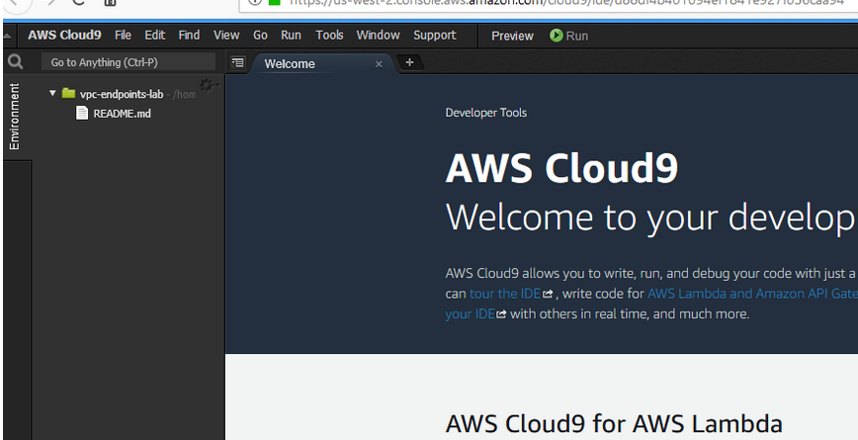 https://us-west-2.console.aws.amazon.com/cloud9/ide/
AWS Cloud9 File Edit Find View Go Run Tools Window Support Preview Run
Go to Anything (Ctrl-P)
Welcome
Environment
vpc-endpoints-lab - /hom
README.md
Developer Tools
AWS Cloud9
Welcome to your develop
AWS Cloud9 allows you to write, run, and debug your code with just a
can tour the IDE , write code for AWS Lambda and Amazon API Gate
your IDE with others in real time, and much more.
AWS Cloud9 for AWS Lambda